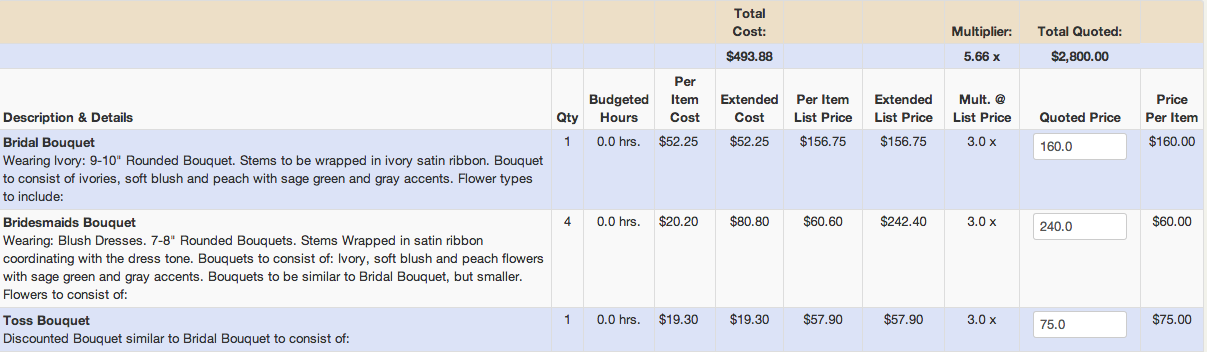 Total
Cost: Multiplier: Total Quoted:
$493.88 5.66 x $2,800.00
Description & Details Qty Budgeted Hours Per Item Cost Extended Cost Per Item List Price Extended List Price Mult. @ List Price Quoted Price Price Per Item
Bridal Bouquet 1 0.0 hrs. $52.25 $52.25 $156.75 $156.75 3.0 x 160.0 $160.00
Wearing Ivory: 9-10" Rounded Bouquet. Stems to be wrapped in ivory satin ribbon. Bouquet
to consist of ivories, soft blush and peach with sage green and gray accents. Flower types
to include:
Bridesmaids Bouquet 4 0.0 hrs. $20.20 $80.80 $60.60 $242.40 3.0 x 240.0 $60.00
Wearing: Blush Dresses. 7-8" Rounded Bouquets. Stems Wrapped in satin ribbon
coordinating with the dress tone. Bouquets to consist of: Ivory, soft blush and peach flowers
with sage green and gray accents. Bouquets to be similar to Bridal Bouquet, but smaller.
Flowers to consist of:
Toss Bouquet 1 0.0 hrs. $19.30 $19.30 $57.90 $57.90 3.0 x 75.0 $75.00
Discounted Bouquet similar to Bridal Bouquet to consist of: